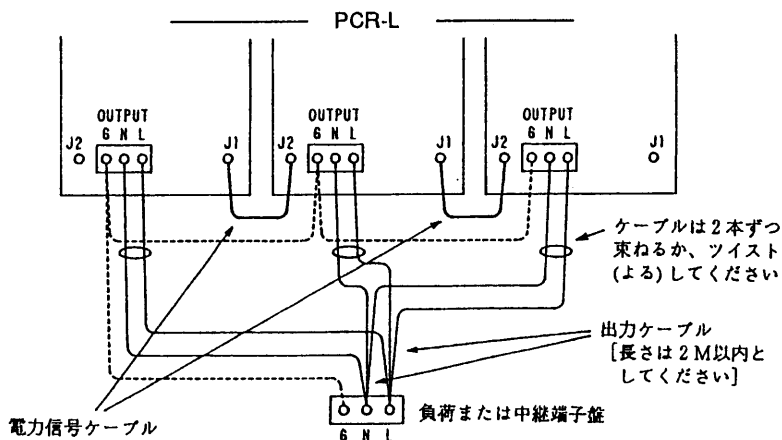 PCR-L
OUTPUT
G N L
J2
J1
OUTPUT
G N L
J2
J1
OUTPUT
G N L
J2
J1
ケーブルは2本ずつ
束ねるか、ツイスト
(よる)してください
出力ケーブル
[長さは2M以内と
してください]
電力信号ケーブル
負荷または中継端子盤
G N L